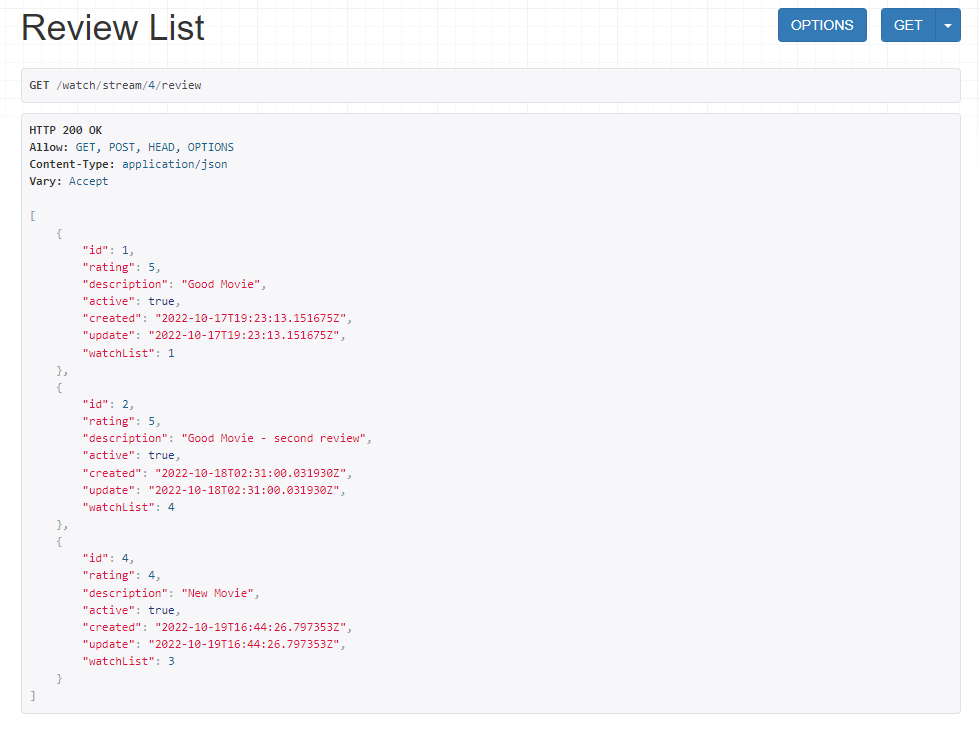 Review List
OPTIONS
GET
GET /watch/stream/4/review
HTTP 200 OK
Allow: GET, POST, HEAD, OPTIONS
Content-Type: application/json
Vary: Accept
[
    {
        "id": 1,
        "rating": 5,
        "description": "Good Movie",
        "active": true,
        "created": "2022-10-17T19:23:13.151675Z",
        "update": "2022-10-17T19:23:13.151675Z",
        "watchList": 1
    },
    {
        "id": 2,
        "rating": 5,
        "description": "Good Movie - second review",
        "active": true,
        "created": "2022-10-18T02:31:00.031930Z",
        "update": "2022-10-18T02:31:00.031930Z",
        "watchList": 4
    },
    {
        "id": 4,
        "rating": 4,
        "description": "New Movie",
        "active": true,
        "created": "2022-10-19T16:44:26.797353Z",
        "update": "2022-10-19T16:44:26.797353Z",
        "watchList": 3
    }
]